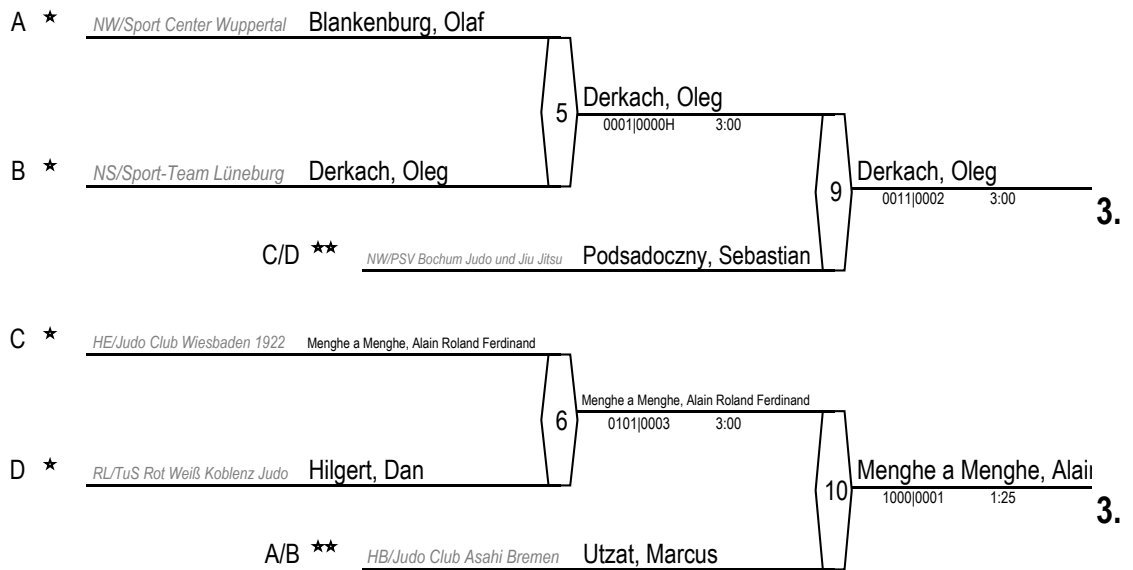 A ★ NW/Sport Center Wuppertal Blankenburg, Olaf
5 Derkach, Oleg
0001|0000H 3:00
B ★ NS/Sport-Team Lüneburg Derkach, Oleg
9 Derkach, Oleg
0011|0002 3:00
3.
C/D ★★ NW/PSV Bochum Judo und Jiu Jitsu Podsadoczny, Sebastian
C ★ HE/Judo Club Wiesbaden 1922 Menghe a Menghe, Alain Roland Ferdinand
6 Menghe a Menghe, Alain Roland Ferdinand
0101|0003 3:00
D ★ RL/TuS Rot Weiß Koblenz Judo Hilgert, Dan
10 Menghe a Menghe, Alai
1000|0001 1:25
3.
A/B ★★ HB/Judo Club Asahi Bremen Utzat, Marcus